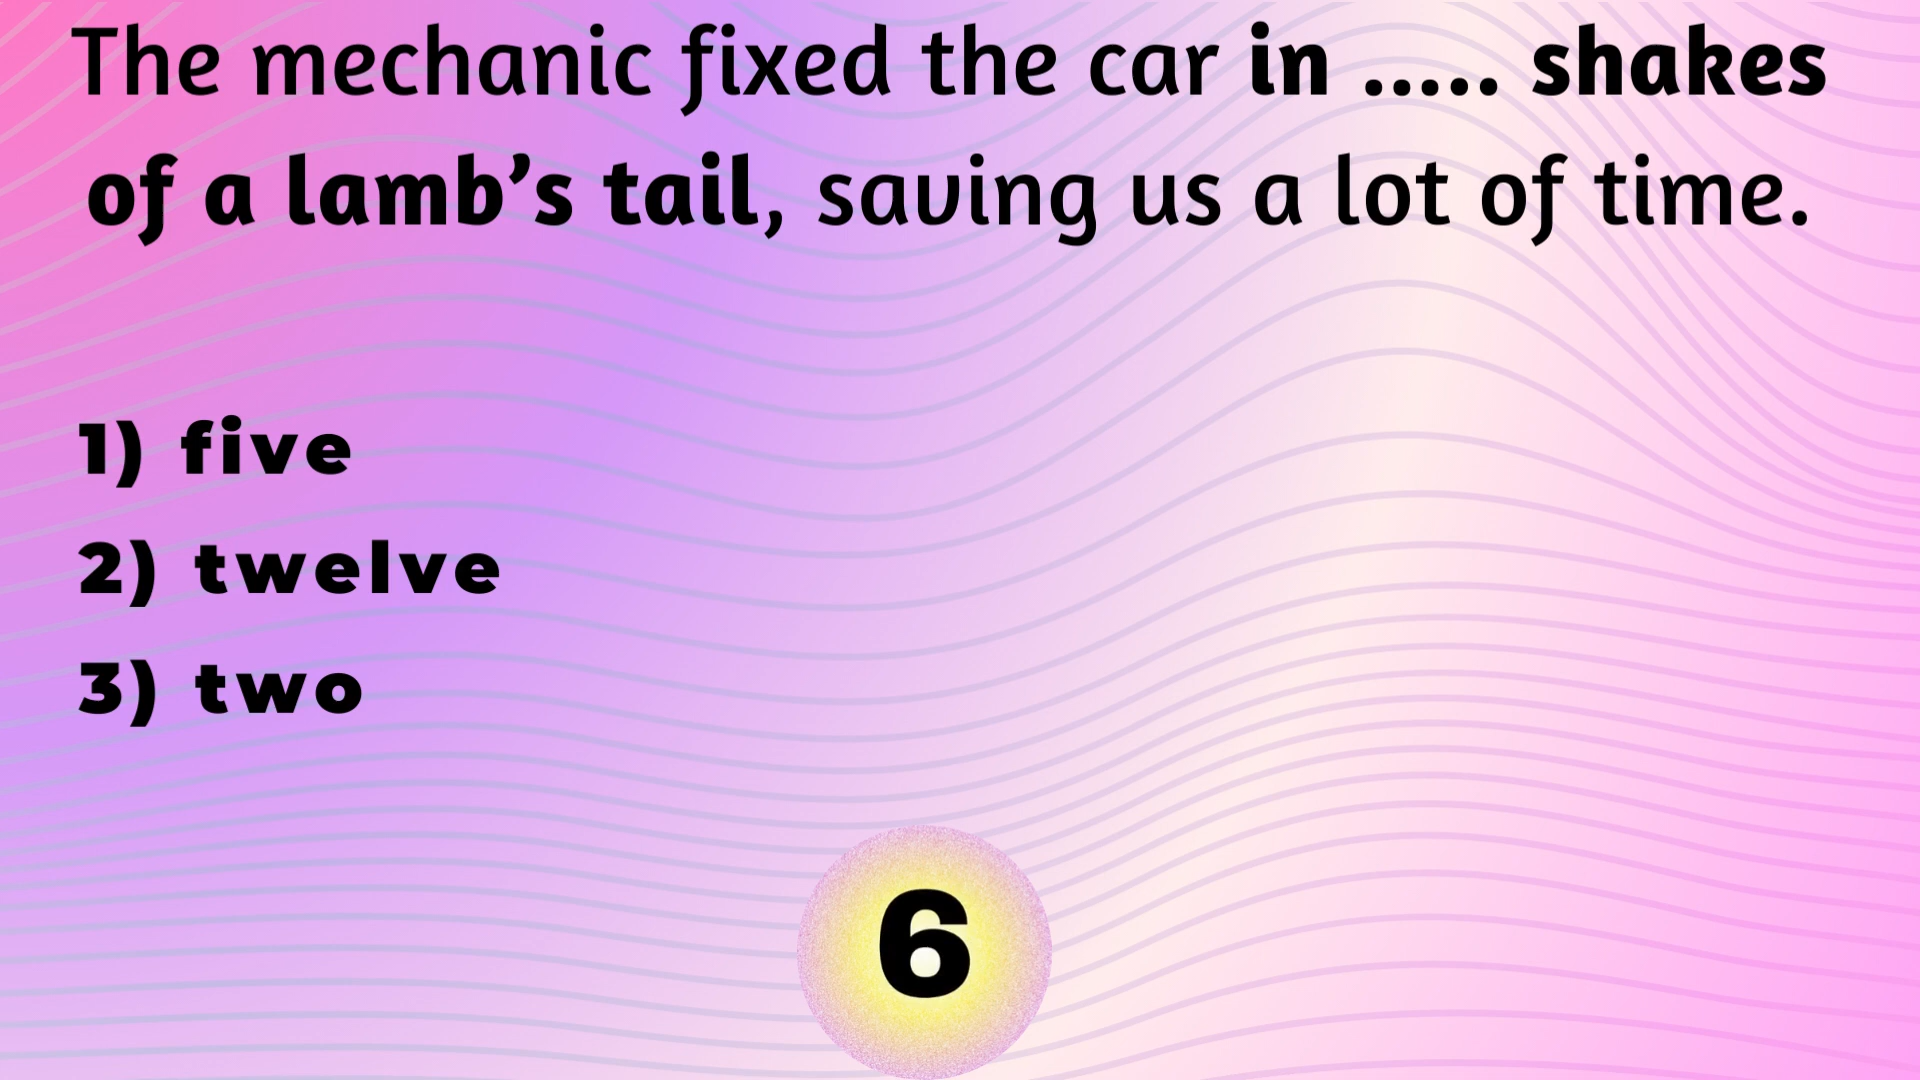 The mechanic fixed the car in ..... shakes
of a lamb’s tail, saving us a lot of time.
1) five
2) twelve
3) two
6